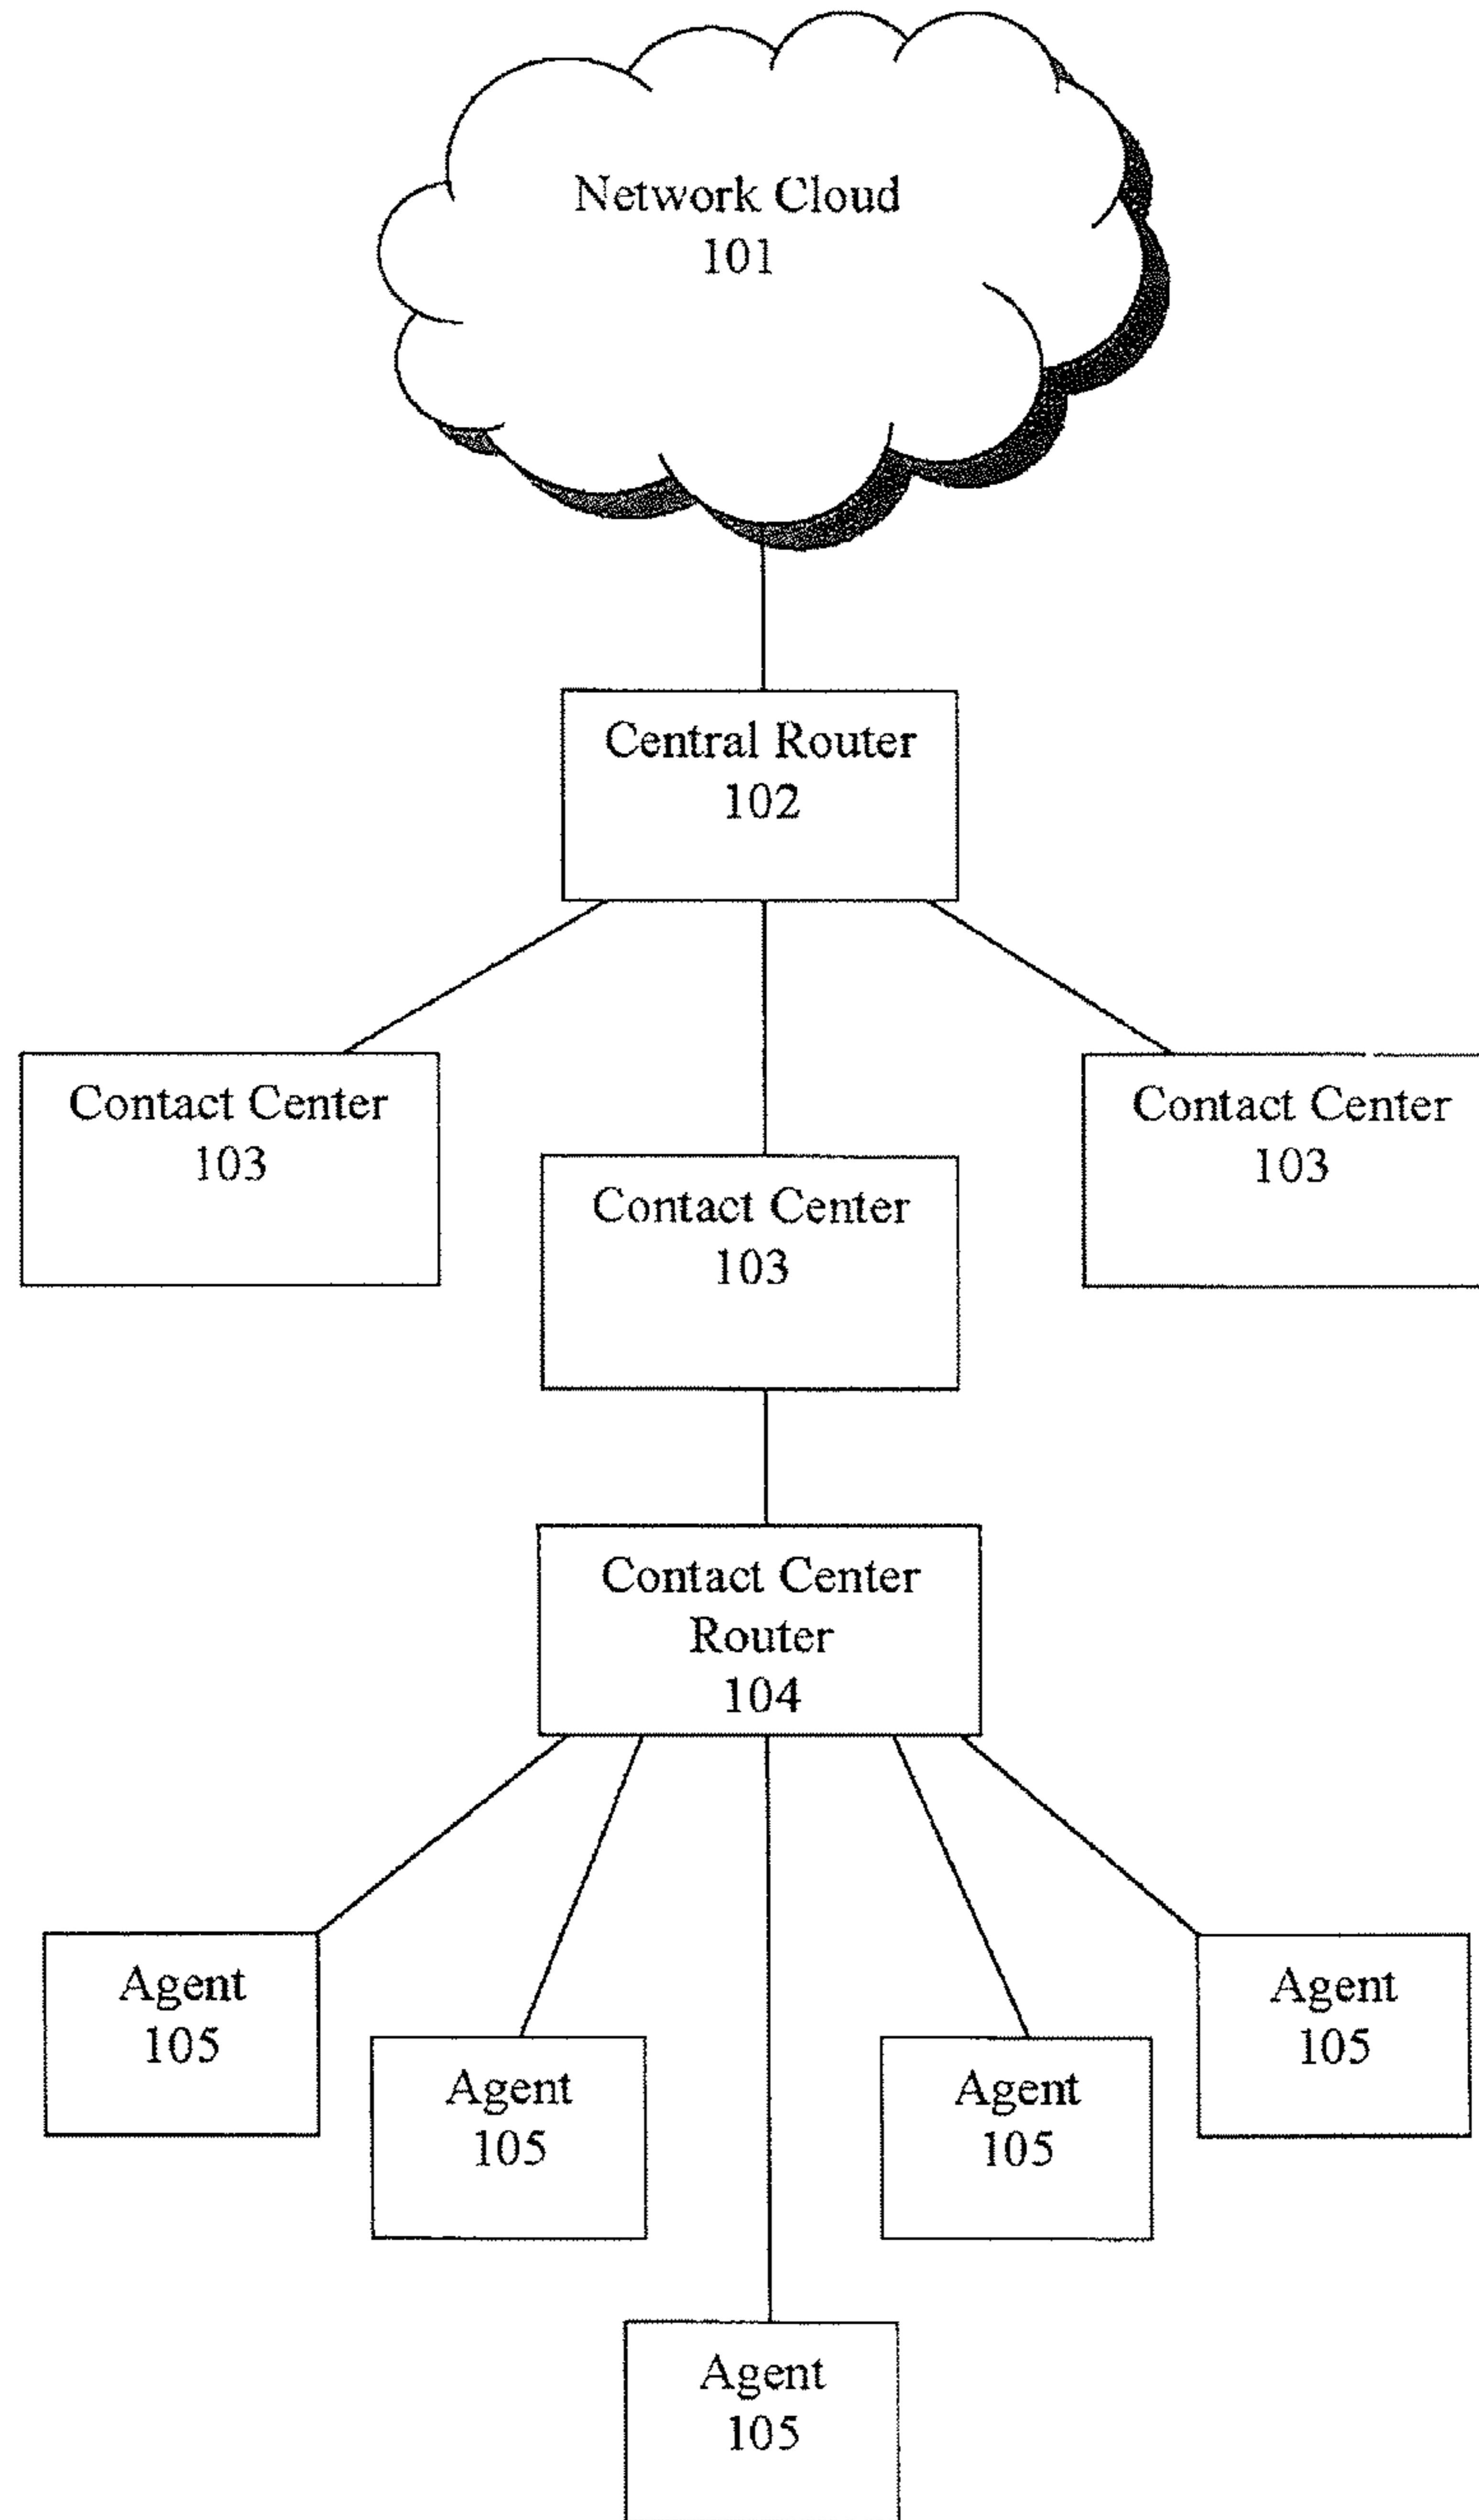 Network Cloud
101
Central Router
102
Contact Center
103
Contact Center
103
Contact Center
103
Contact Center
Router
104
Agent
105
Agent
105
Agent
105
Agent
105
Agent
105